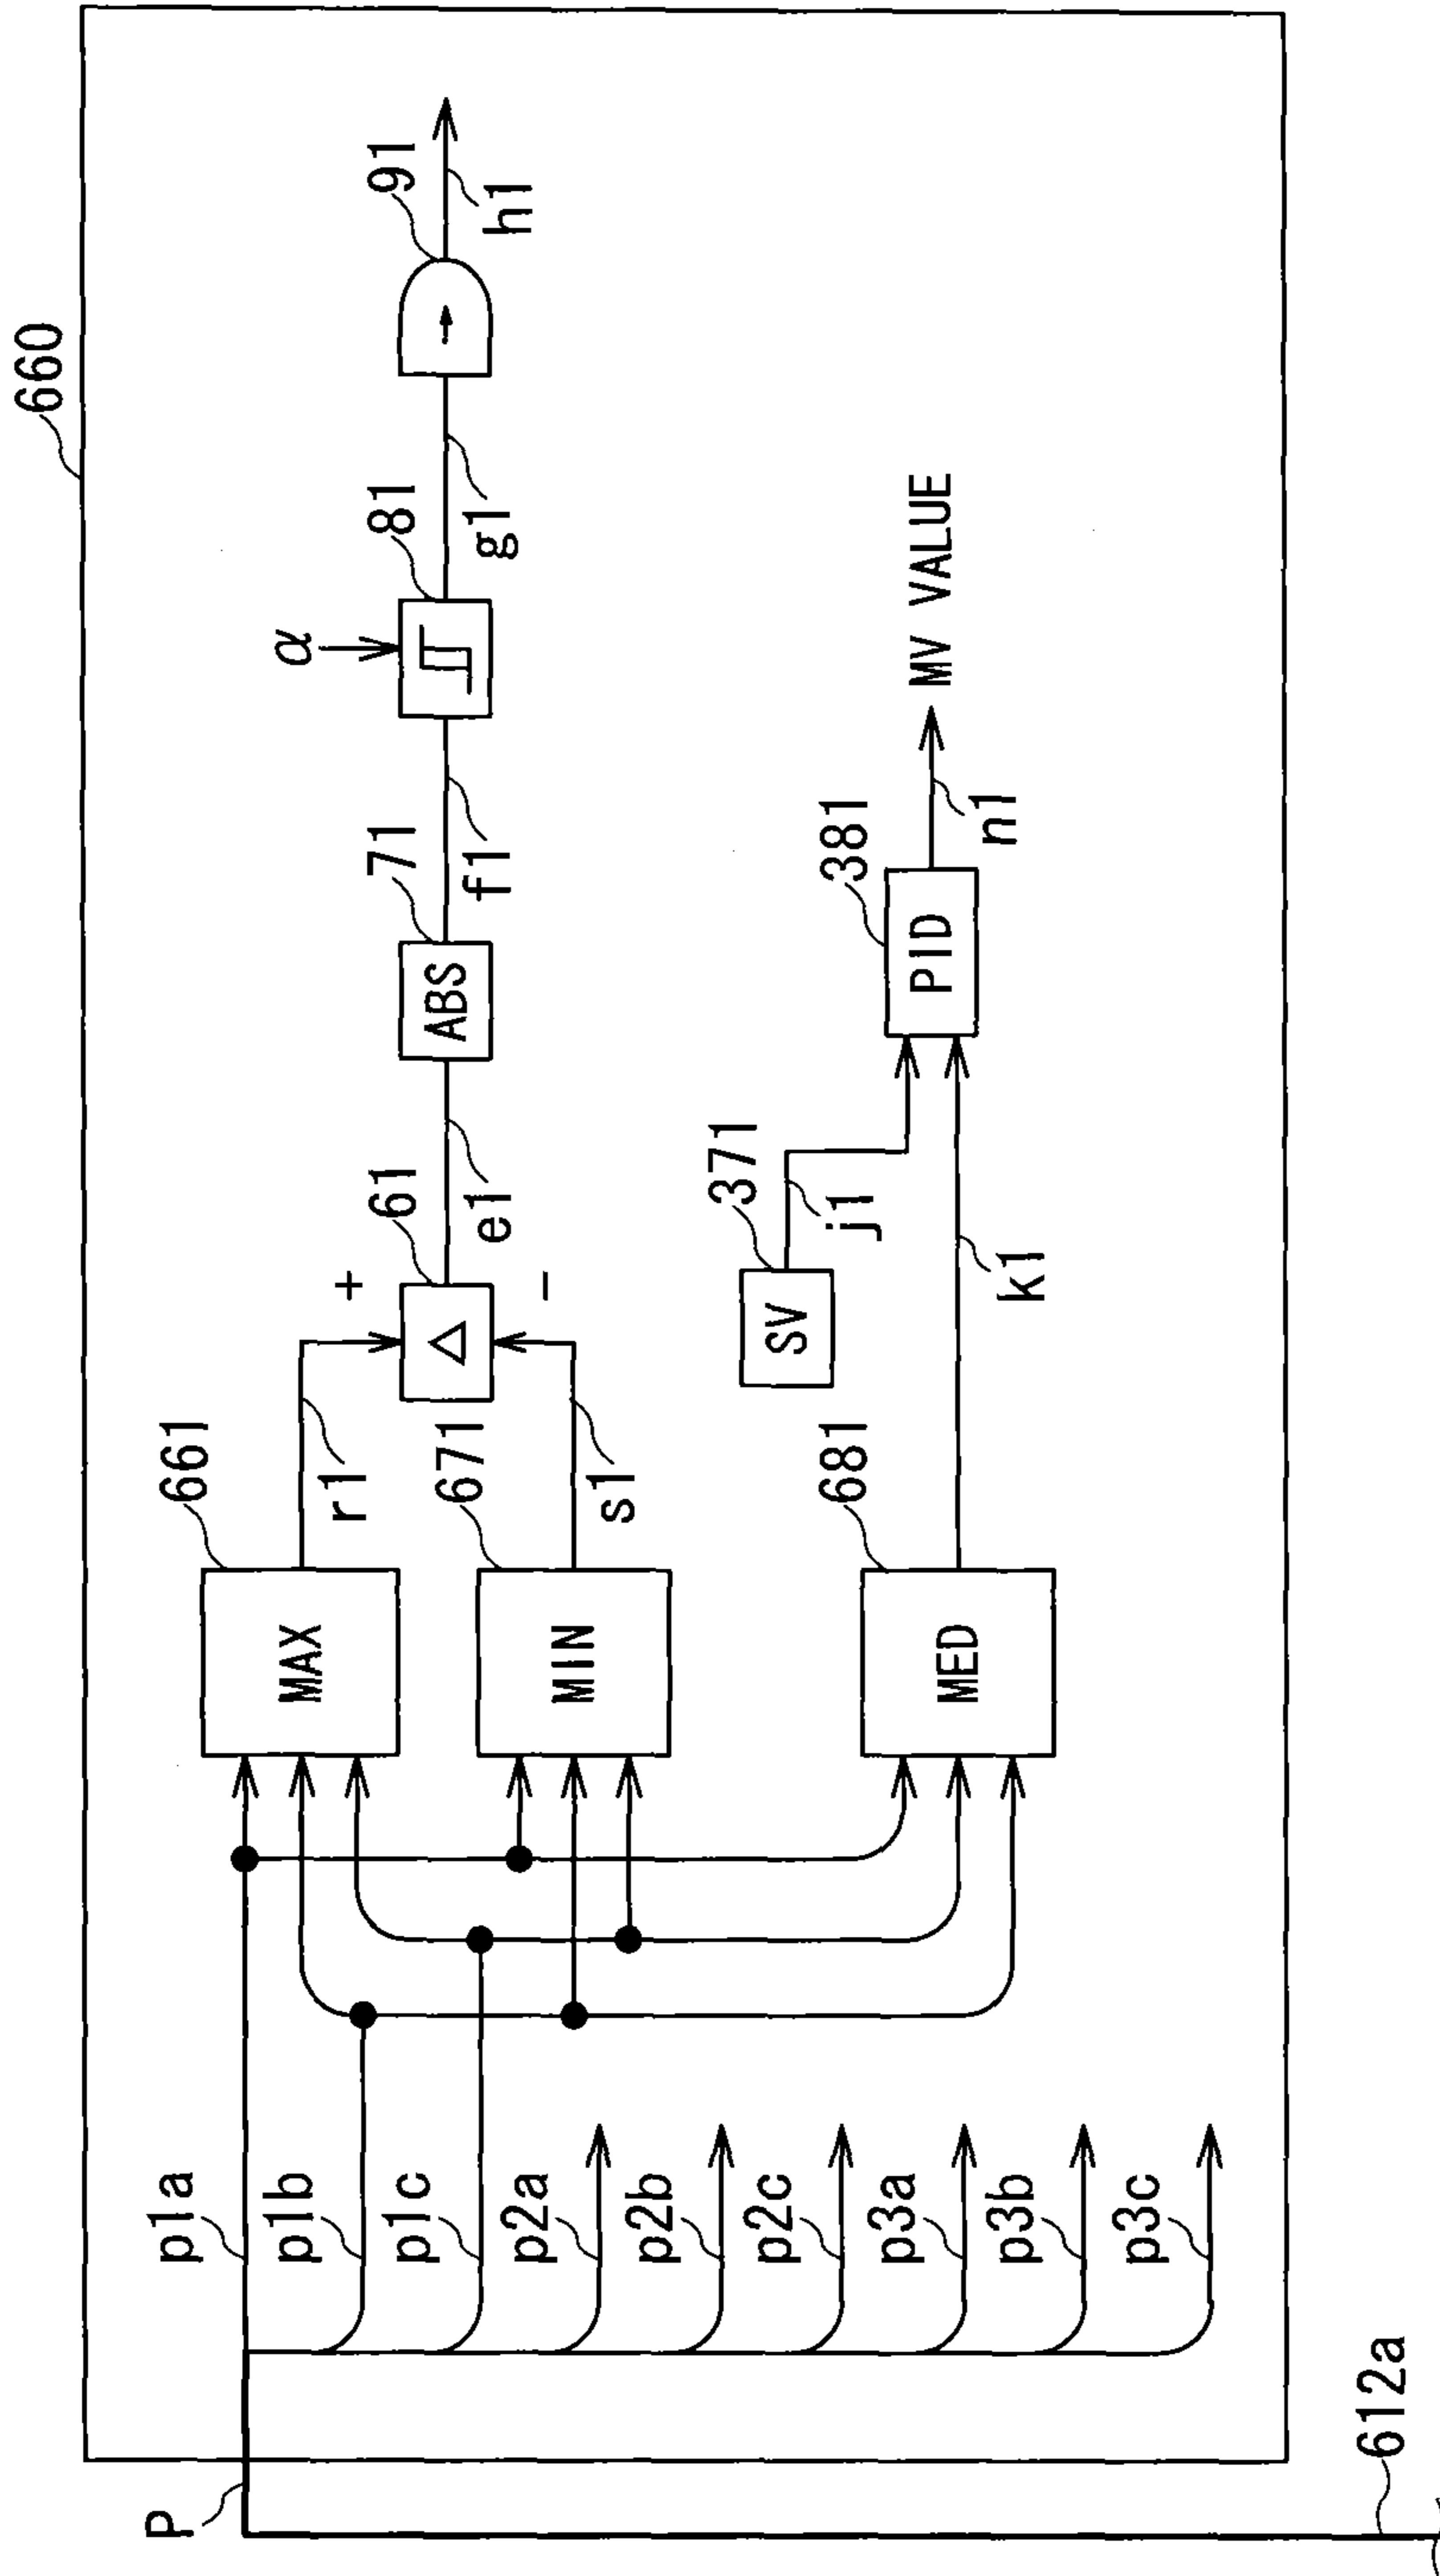 660
P
612a
p1a
p1b
p1c
p2a
p2b
p2c
p3a
p3b
p3c
661
MAX
r1
671
MIN
s1
681
MED
k1
+
-
61
Δ
e1
71
ABS
f1
α
81
g1
91
h1
371
SV
j1
381
PID
n1
MV VALUE